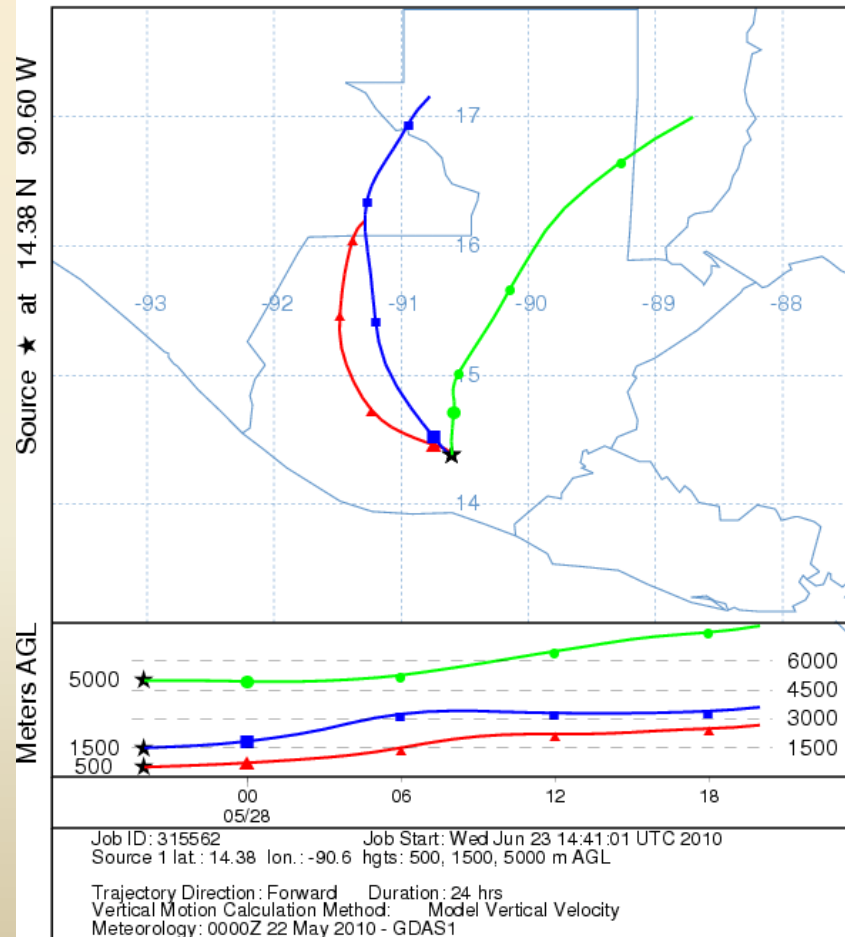 Source ★ at 14.38 N 90.60 W
17
16
-93 -92 -91 -90 -89 -88
15
14
Meters AGL
5000
1500
500
6000
4500
3000
1500
00 06 12 18
05/28
Job ID: 315562 Job Start: Wed Jun 23 14:41:01 UTC 2010
Source 1 lat.: 14.38 lon.: -90.6 hgts: 500, 1500, 5000 m AGL
Trajectory Direction: Forward Duration: 24 hrs
Vertical Motion Calculation Method: Model Vertical Velocity
Meteorology: 0000Z 22 May 2010 - GDAS1